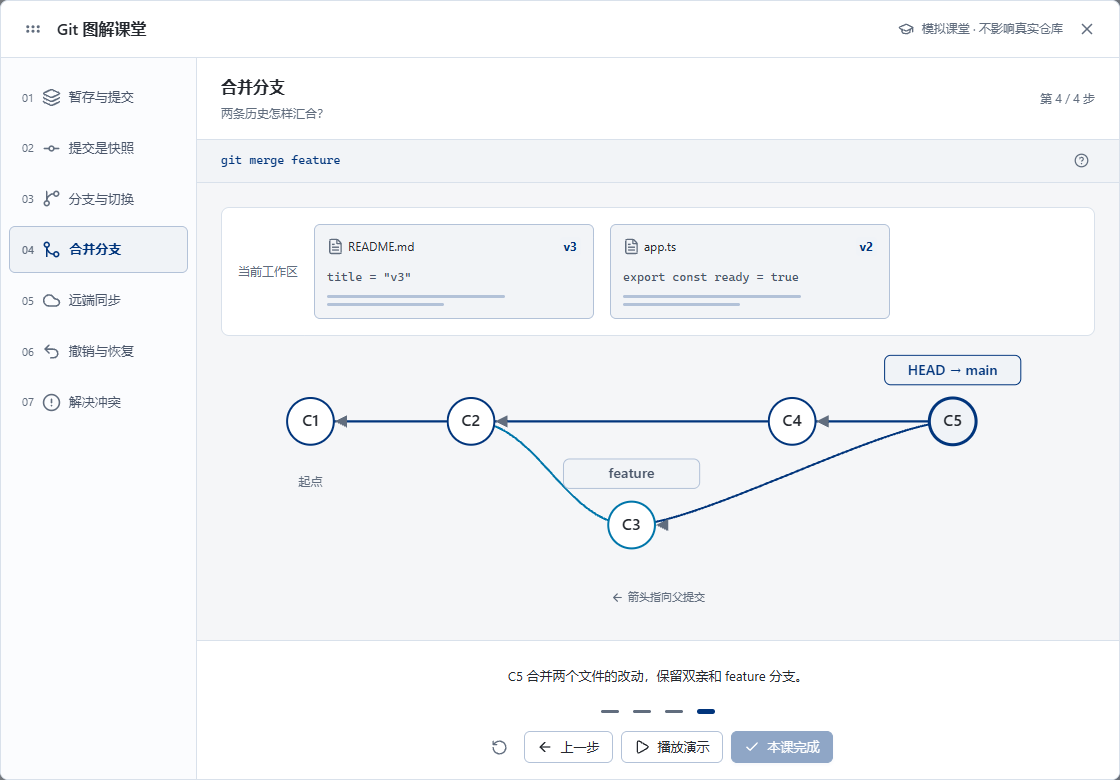 Git 图解课堂
模拟课堂 · 不影响真实仓库
01 暂存与提交
02 提交是快照
03 分支与切换
04 合并分支
05 远端同步
06 撤销与恢复
07 解决冲突
合并分支
两条历史怎样汇合?
第 4 / 4 步
git merge feature
当前工作区
README.md v3
title = "v3"
app.ts v2
export const ready = true
HEAD → main
C1
C2
C4
C5
起点
feature
C3
← 箭头指向父提交
C5 合并两个文件的改动，保留双亲和 feature 分支。
上一步
播放演示
本课完成